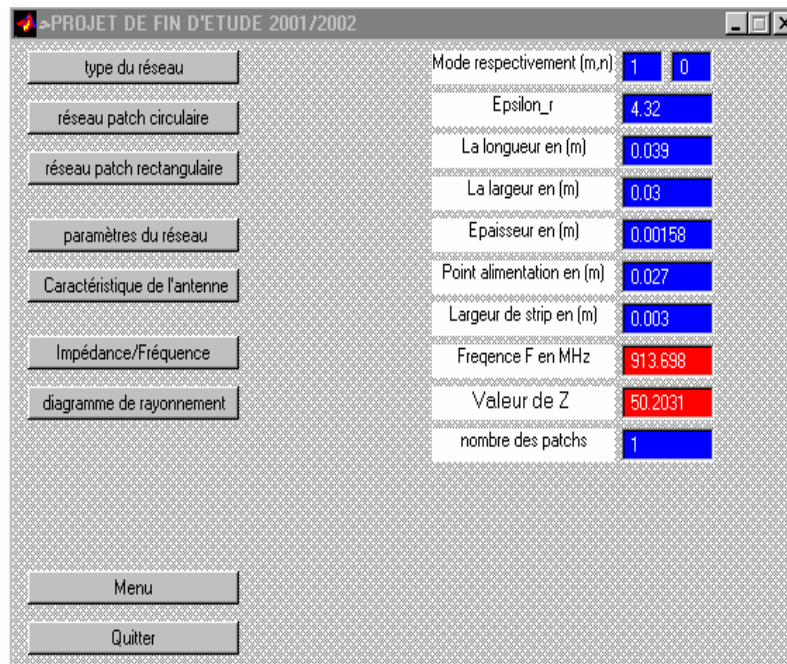 PROJET DE FIN D'ETUDE 2001/2002
type du réseau
réseau patch circulaire
réseau patch rectangulaire
paramètres du réseau
Caractéristique de l'antenne
Impédance/Fréquence
diagramme de rayonnement
Menu
Quitter
Mode respectivement (m,n) 1 0
Epsilon_r 4.32
La longueur en (m) 0.039
La largeur en (m) 0.03
Epaisseur en (m) 0.00158
Point alimentation en (m) 0.027
Largeur de strip en (m) 0.003
Freqence F en MHz 913.698
Valeur de Z 50.2031
nombre des patchs 1